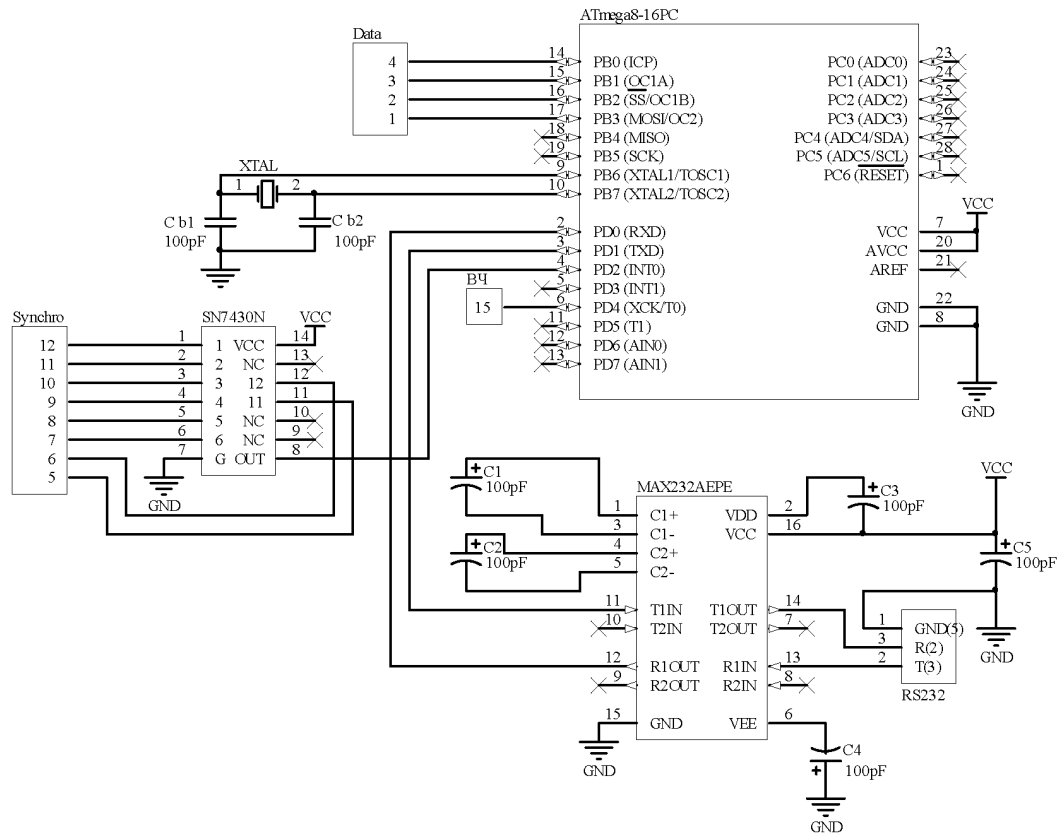 ATmega8-16PC
Data
4 14 PB0 (ICP) PC0 (ADC0) 23
3 15 PB1 (OC1A) PC1 (ADC1) 24
2 16 PB2 (SS/OC1B) PC2 (ADC2) 25
1 17 PB3 (MOSI/OC2) PC3 (ADC3) 26
18 PB4 (MISO) PC4 (ADC4/SDA) 27
19 PB5 (SCK) PC5 (ADC5/SCL) 28
9 PB6 (XTAL1/TOSC1) PC6 (RESET) 1
10 PB7 (XTAL2/TOSC2)
XTAL
1 2
C b1
100pF
C b2
100pF
VCC
2 PD0 (RXD) VCC 7
3 PD1 (TXD) AVCC 20
4 PD2 (INT0) AREF 21
5 PD3 (INT1)
6 PD4 (XCK/T0) GND 22
11 PD5 (T1) GND 8
12 PD6 (AIN0)
13 PD7 (AIN1)
GND
ВЧ
15
Synchro
SN7430N
VCC
12 1 1 VCC 14
11 2 2 NC 13
10 3 3 12 12
9 4 4 11 11
8 5 5 NC 10
7 6 6 NC 9
6 7 G OUT 8
5
GND
C1
100pF
C2
100pF
MAX232AEPE
1 C1+ VDD 2
3 C1- VCC 16
4 C2+
5 C2-
11 T1IN T1OUT 14
10 T2IN T2OUT 7
12 R1OUT R1IN 13
9 R2OUT R2IN 8
15 GND VEE 6
GND
C3
100pF
VCC
C5
100pF
GND
1 GND(5)
3 R(2)
2 T(3)
RS232
C4
100pF
GND